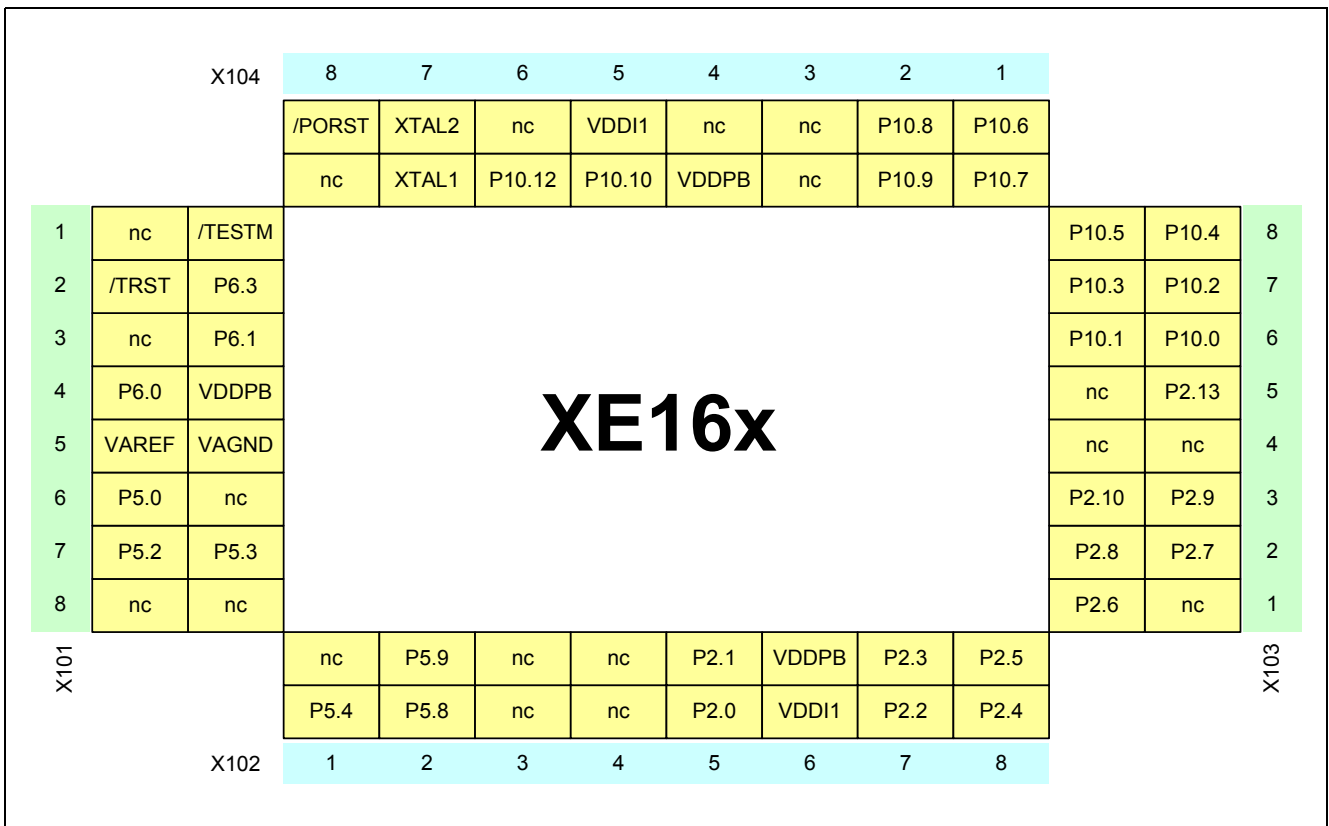 X104 8 7 6 5 4 3 2 1
/PORST XTAL2 nc VDDI1 nc nc P10.8 P10.6
nc XTAL1 P10.12 P10.10 VDDPB nc P10.9 P10.7
1 nc /TESTM P10.5 P10.4 8
2 /TRST P6.3 P10.3 P10.2 7
3 nc P6.1 P10.1 P10.0 6
4 P6.0 VDDPB nc P2.13 5
XE16x
5 VAREF VAGND nc nc 4
6 P5.0 nc P2.10 P2.9 3
7 P5.2 P5.3 P2.8 P2.7 2
8 nc nc P2.6 nc 1
X101 nc P5.9 nc nc P2.1 VDDPB P2.3 P2.5 X103
P5.4 P5.8 nc nc P2.0 VDDI1 P2.2 P2.4
X102 1 2 3 4 5 6 7 8